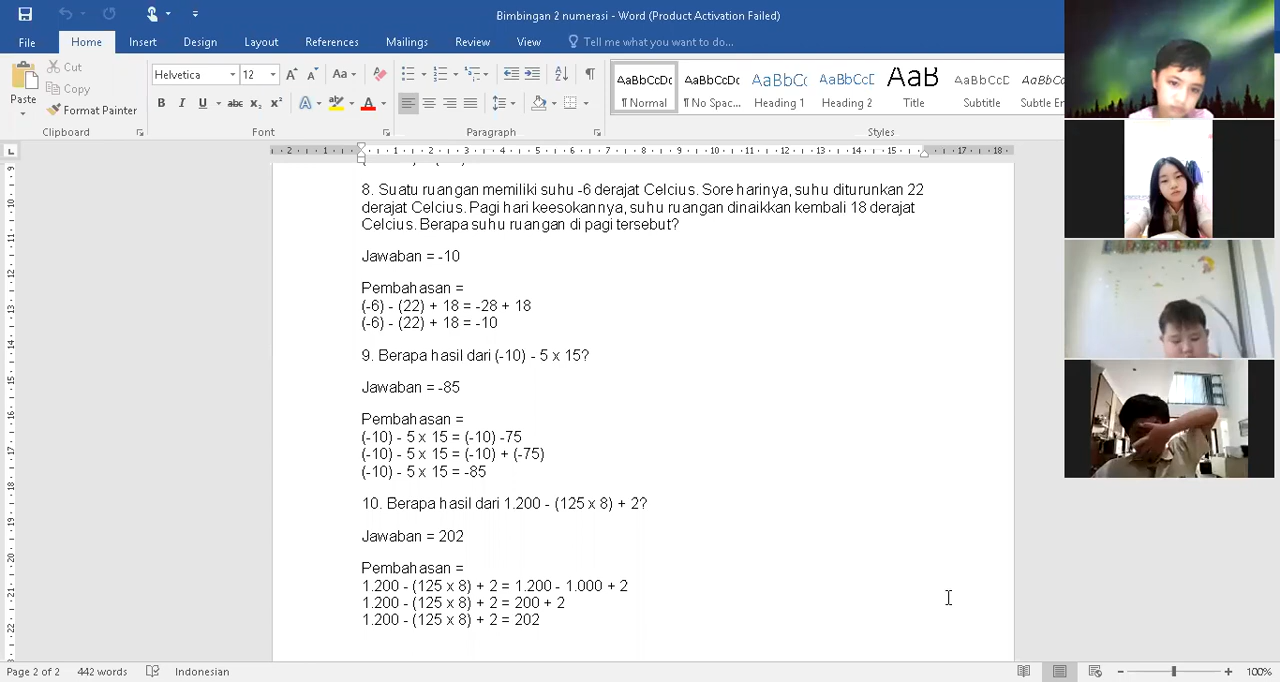 Bimbingan 2 numerasi - Word (Product Activation Failed)
File Home Insert Design Layout References Mailings Review View Tell me what you want to do...
Cut
Copy
Format Painter
Paste
Helvetica 12
AaBbCcDc AaBbCcDc AaBbCc AaBbCcE AaB AaBbCcD AaBbCcD
¶ Normal ¶ No Spac... Heading 1 Heading 2 Title Subtitle Subtle Em
Clipboard Font Paragraph Styles
8. Suatu ruangan memiliki suhu -6 derajat Celcius. Sore harinya, suhu diturunkan 22
derajat Celcius. Pagi hari keesokannya, suhu ruangan dinaikkan kembali 18 derajat
Celcius. Berapa suhu ruangan di pagi tersebut?
Jawaban = -10
Pembahasan =
(-6) - (22) + 18 = -28 + 18
(-6) - (22) + 18 = -10
9. Berapa hasil dari (-10) - 5 x 15?
Jawaban = -85
Pembahasan =
(-10) - 5 x 15 = (-10) -75
(-10) - 5 x 15 = (-10) + (-75)
(-10) - 5 x 15 = -85
10. Berapa hasil dari 1.200 - (125 x 8) + 2?
Jawaban = 202
Pembahasan =
1.200 - (125 x 8) + 2 = 1.200 - 1.000 + 2
1.200 - (125 x 8) + 2 = 200 + 2
1.200 - (125 x 8) + 2 = 202
Page 2 of 2 442 words Indonesian 100%